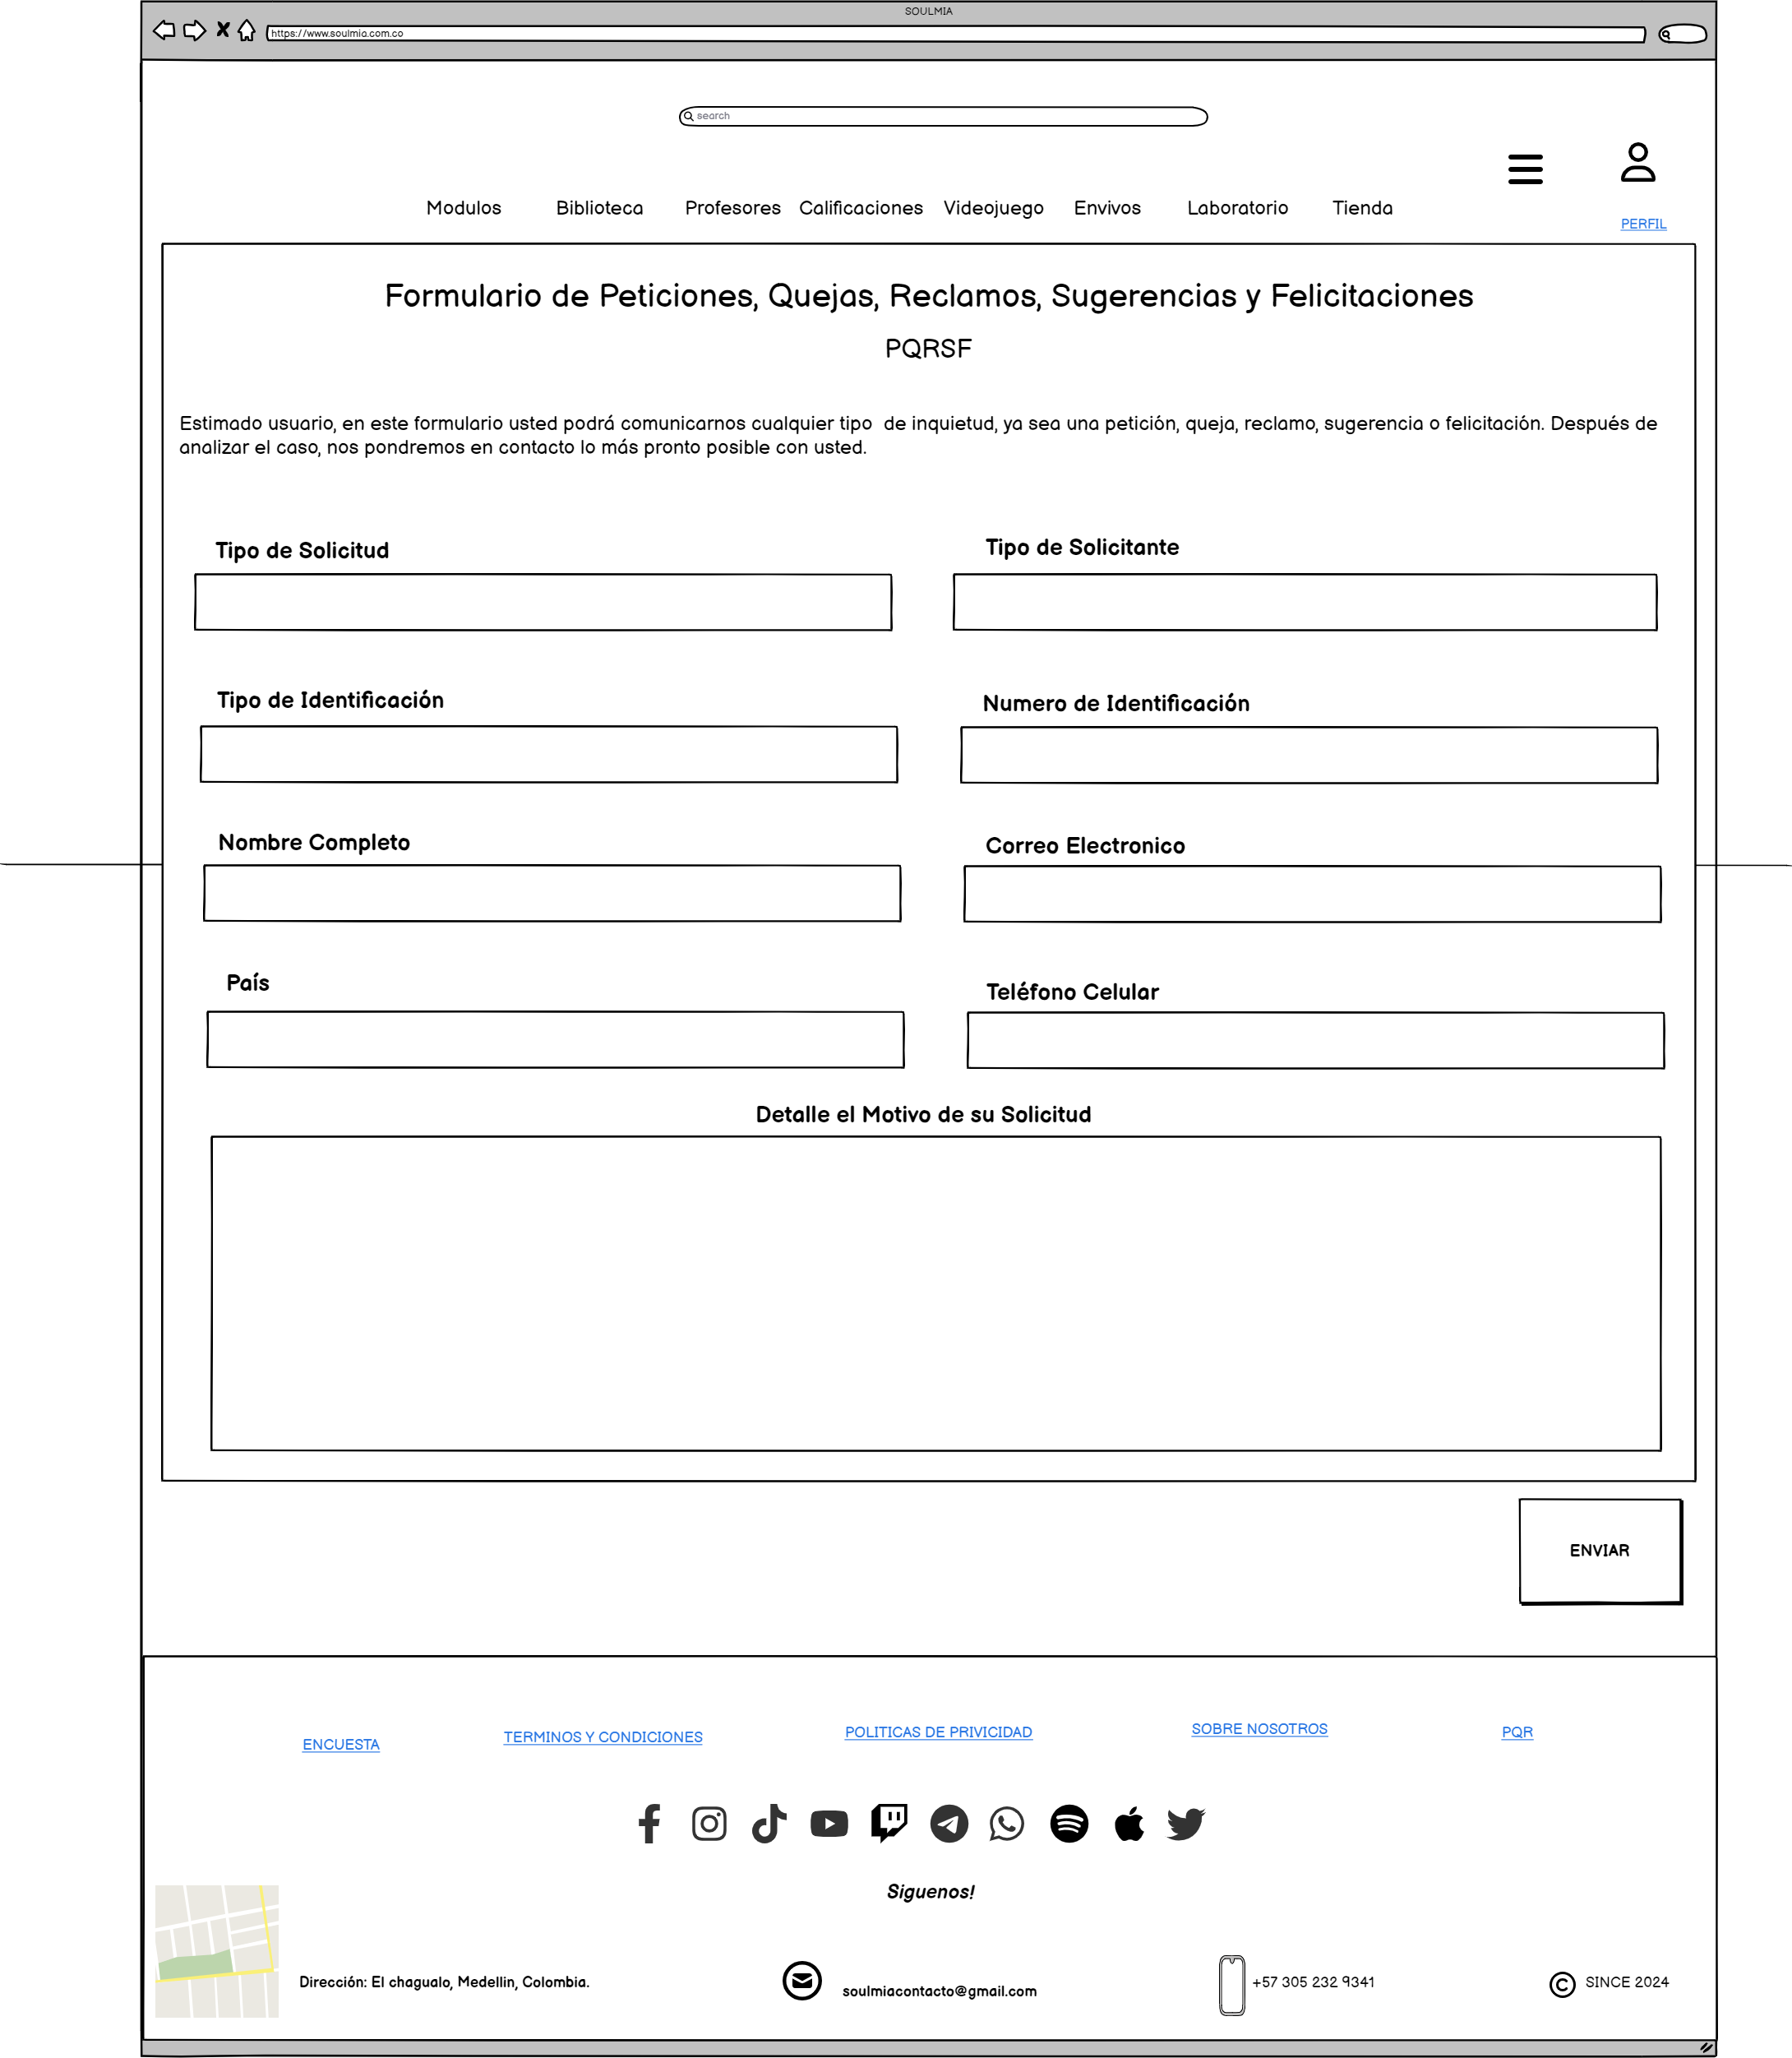 SOULMIA
https://www.soulmia.com.co
search
Modulos Biblioteca Profesores Calificaciones Videojuego Envivos Laboratorio Tienda
PERFIL
Formulario de Peticiones, Quejas, Reclamos, Sugerencias y Felicitaciones
PQRSF
Estimado usuario, en este formulario usted podrá comunicarnos cualquier tipo de inquietud, ya sea una petición, queja, reclamo, sugerencia o felicitación. Después de
analizar el caso, nos pondremos en contacto lo más pronto posible con usted.
Tipo de Solicitud Tipo de Solicitante
Tipo de Identificación Numero de Identificación
Nombre Completo Correo Electronico
País Teléfono Celular
Detalle el Motivo de su Solicitud
ENVIAR
ENCUESTA TERMINOS Y CONDICIONES POLITICAS DE PRIVICIDAD SOBRE NOSOTROS PQR
Siguenos!
Dirección: El chagualo, Medellin, Colombia. soulmiacontacto@gmail.com +57 305 232 9341 SINCE 2024